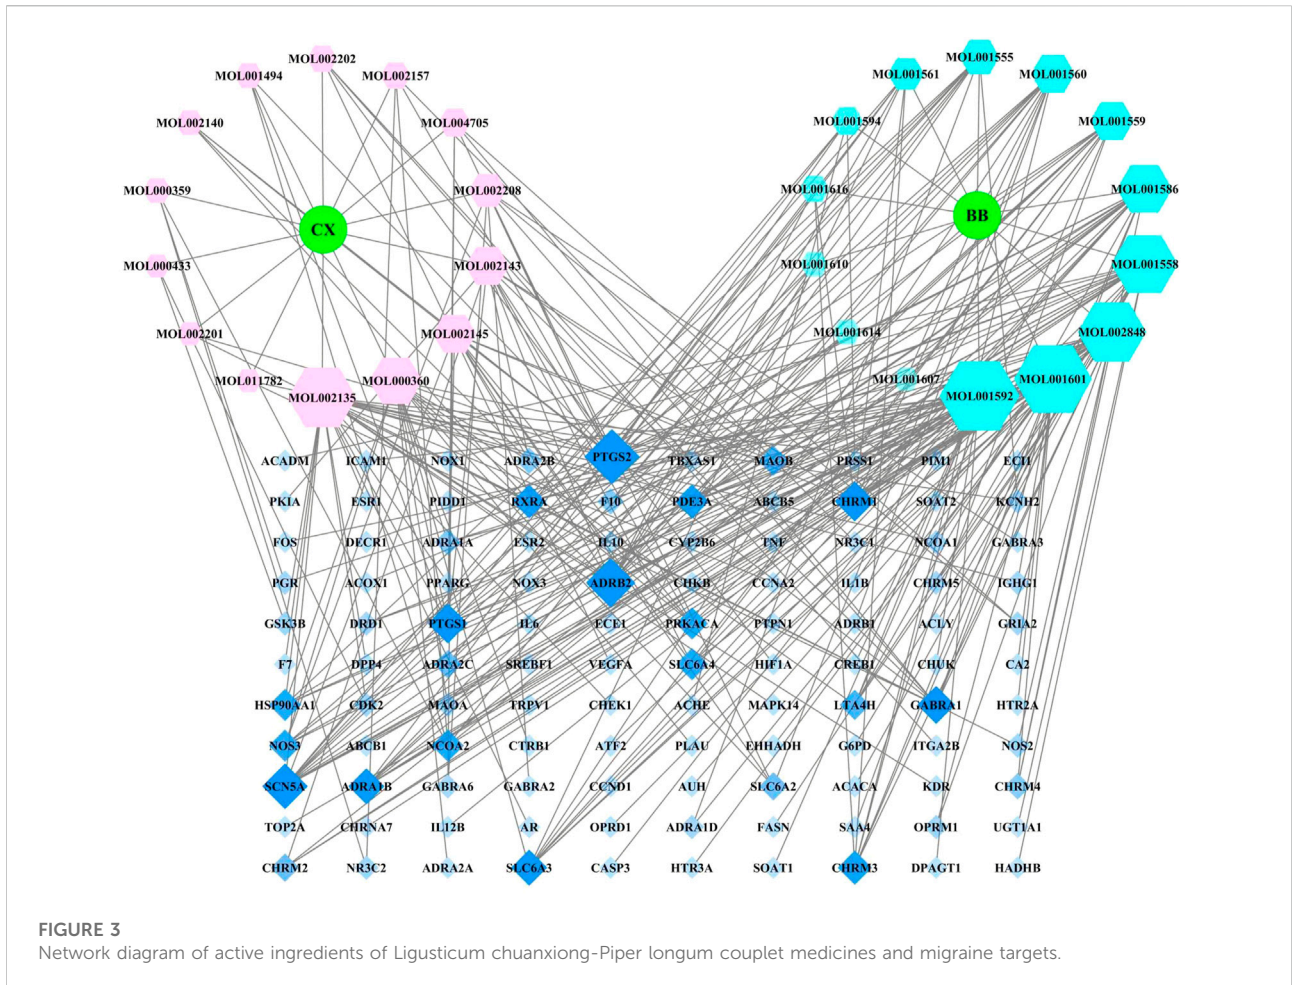 MOL002202
MOL001494
MOL002157
MOL002140
MOL004705
MOL000359
MOL002208
CX
MOL000433
MOL002143
MOL002201
MOL002145
MOL011782
MOL000360
MOL002135
MOL001555
MOL001561
MOL001560
MOL001594
MOL001559
MOL001616
MOL001586
BB
MOL001610
MOL001558
MOL001614
MOL002848
MOL001607
MOL001601
MOL001592
ACADM ICAM1 NOX1 ADRA2B PTGS2 TBXAS1 MAOB PRSS1 PIM1 ECI1
PKIA ESR1 PIDD1 RXRA F10 PDE3A ABCB5 CHRM1 SOAT2 KCNH2
FOS DECR1 ADRA1A ESR2 IL10 CYP2B6 TNF NR3C1 NCOA1 GABRA3
PGR ACOX1 PPARG NOX3 ADRB2 CHKB CCNA2 IL1B CHRM5 IGHG1
GSK3B DRD1 PTGS1 IL6 ECE1 PRKACA PTPN1 ADRB1 ACLY GRIA2
F7 DPP4 ADRA2C SREBF1 VEGFA SLC6A4 HIF1A CREB1 CHUK CA2
HSP90AA1 CDK2 MAOA TRPV1 CHEK1 ACHE MAPK14 LTA4H GABRA1 HTR2A
NOS3 ABCB1 NCOA2 CTRB1 ATF2 PLAU EHHADH G6PD ITGA2B NOS2
SCN5A ADRA1B GABRA6 GABRA2 CCND1 AUH SLC6A2 ACACA KDR CHRM4
TOP2A CHRNA7 IL12B AR OPRD1 ADRA1D FASN SAA4 OPRM1 UGT1A1
CHRM2 NR3C2 ADRA2A SLC6A3 CASP3 HTR3A SOAT1 CHRM3 DPAGT1 HADHB
FIGURE 3
Network diagram of active ingredients of Ligusticum chuanxiong-Piper longum couplet medicines and migraine targets.